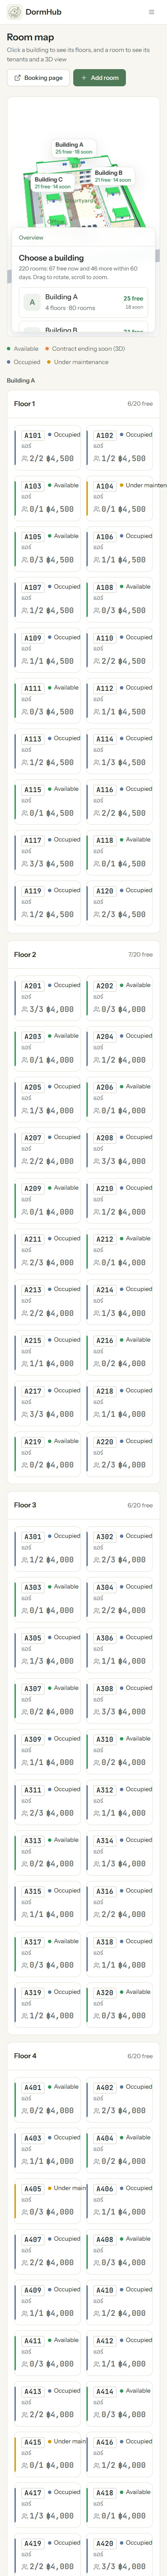 DormHub
Room map
Click a building to see its floors, and a room to see its
tenants and a 3D view
Booking page
Add room
Building A
25 free · 18 soon
Building B
21 free · 14 soon
Building C
21 free · 14 soon
Overview
Choose a building
220 rooms: 67 free now and 46 more within 60
days. Drag to rotate, scroll to zoom.
A
Building A
4 floors · 80 rooms
25 free
18 soon
Building B
Available
Contract ending soon (3D)
Occupied
Under maintenance
Building A
Floor 1
6/20 free
A101 Occupied
2/2 ฿4,500
A102 Occupied
1/2 ฿4,500
A103 Available
0/1 ฿4,500
A104 Under mainten
0/1 ฿4,500
A105 Available
0/3 ฿4,500
A106 Occupied
1/1 ฿4,500
A107 Occupied
1/2 ฿4,500
A108 Available
0/3 ฿4,500
A109 Occupied
1/1 ฿4,500
A110 Occupied
2/2 ฿4,500
A111 Available
0/3 ฿4,500
A112 Occupied
1/1 ฿4,500
A113 Occupied
1/2 ฿4,500
A114 Occupied
1/3 ฿4,500
A115 Available
0/1 ฿4,500
A116 Occupied
2/2 ฿4,500
A117 Occupied
3/3 ฿4,500
A118 Available
0/1 ฿4,500
A119 Occupied
1/2 ฿4,500
A120 Occupied
2/3 ฿4,500
Floor 2
7/20 free
A201 Occupied
3/3 ฿4,000
A202 Available
0/3 ฿4,000
A203 Available
0/1 ฿4,000
A204 Occupied
1/2 ฿4,000
A205 Occupied
1/3 ฿4,000
A206 Available
0/1 ฿4,000
A207 Occupied
2/2 ฿4,000
A208 Occupied
3/3 ฿4,000
A209 Available
0/1 ฿4,000
A210 Occupied
1/2 ฿4,000
A211 Occupied
2/3 ฿4,000
A212 Available
0/1 ฿4,000
A213 Occupied
2/2 ฿4,000
A214 Occupied
1/3 ฿4,000
A215 Occupied
1/1 ฿4,000
A216 Available
0/2 ฿4,000
A217 Occupied
3/3 ฿4,000
A218 Occupied
1/1 ฿4,000
A219 Available
0/2 ฿4,000
A220 Occupied
2/3 ฿4,000
Floor 3
6/20 free
A301 Occupied
1/2 ฿4,000
A302 Occupied
2/3 ฿4,000
A303 Available
0/1 ฿4,000
A304 Occupied
2/2 ฿4,000
A305 Occupied
1/3 ฿4,000
A306 Occupied
1/1 ฿4,000
A307 Available
0/2 ฿4,000
A308 Occupied
3/3 ฿4,000
A309 Occupied
1/1 ฿4,000
A310 Available
0/2 ฿4,000
A311 Occupied
2/3 ฿4,000
A312 Occupied
1/1 ฿4,000
A313 Available
0/2 ฿4,000
A314 Occupied
1/3 ฿4,000
A315 Occupied
1/1 ฿4,000
A316 Occupied
2/2 ฿4,000
A317 Available
0/3 ฿4,000
A318 Occupied
1/1 ฿4,000
A319 Occupied
1/2 ฿4,000
A320 Available
0/3 ฿4,000
Floor 4
6/20 free
A401 Available
0/2 ฿4,000
A402 Occupied
2/3 ฿4,000
A403 Occupied
1/1 ฿4,000
A404 Available
0/2 ฿4,000
A405 Under main
0/3 ฿4,000
A406 Occupied
1/1 ฿4,000
A407 Occupied
2/2 ฿4,000
A408 Available
0/3 ฿4,000
A409 Occupied
1/1 ฿4,000
A410 Occupied
1/2 ฿4,000
A411 Available
0/3 ฿4,000
A412 Occupied
1/1 ฿4,000
A413 Occupied
2/2 ฿4,000
A414 Available
0/3 ฿4,000
A415 Under main
0/1 ฿4,000
A416 Occupied
1/2 ฿4,000
A417 Occupied
1/3 ฿4,000
A418 Available
0/1 ฿4,000
A419 Occupied
2/2 ฿4,000
A420 Occupied
3/3 ฿4,000